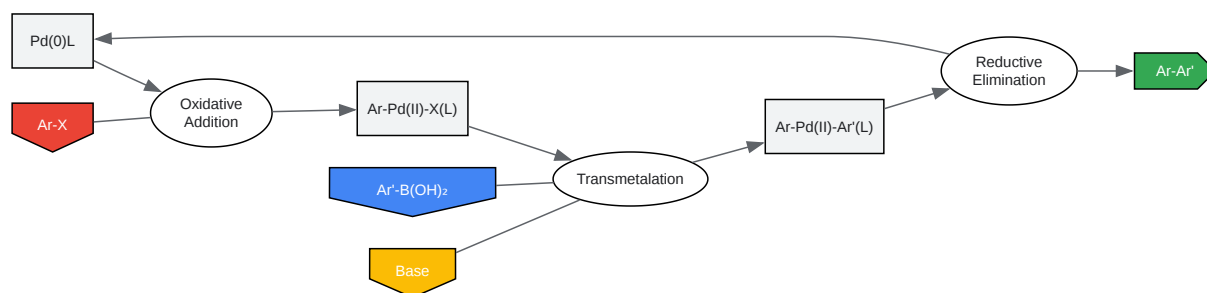 Pd(0)L
Ar-X
Oxidative
Addition
Ar-Pd(II)-X(L)
Ar'-B(OH)₂
Base
Transmetalation
Ar-Pd(II)-Ar'(L)
Reductive
Elimination
Ar-Ar'